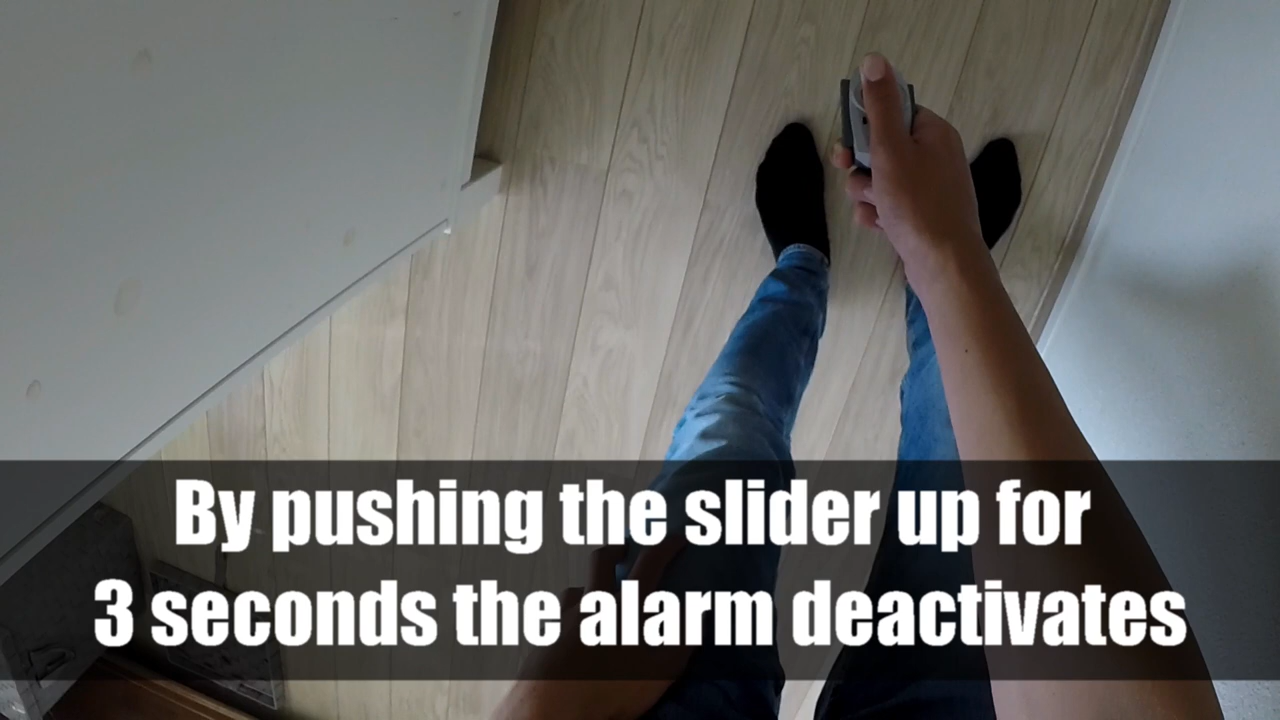 By pushing the slider up for
3 seconds the alarm deactivates